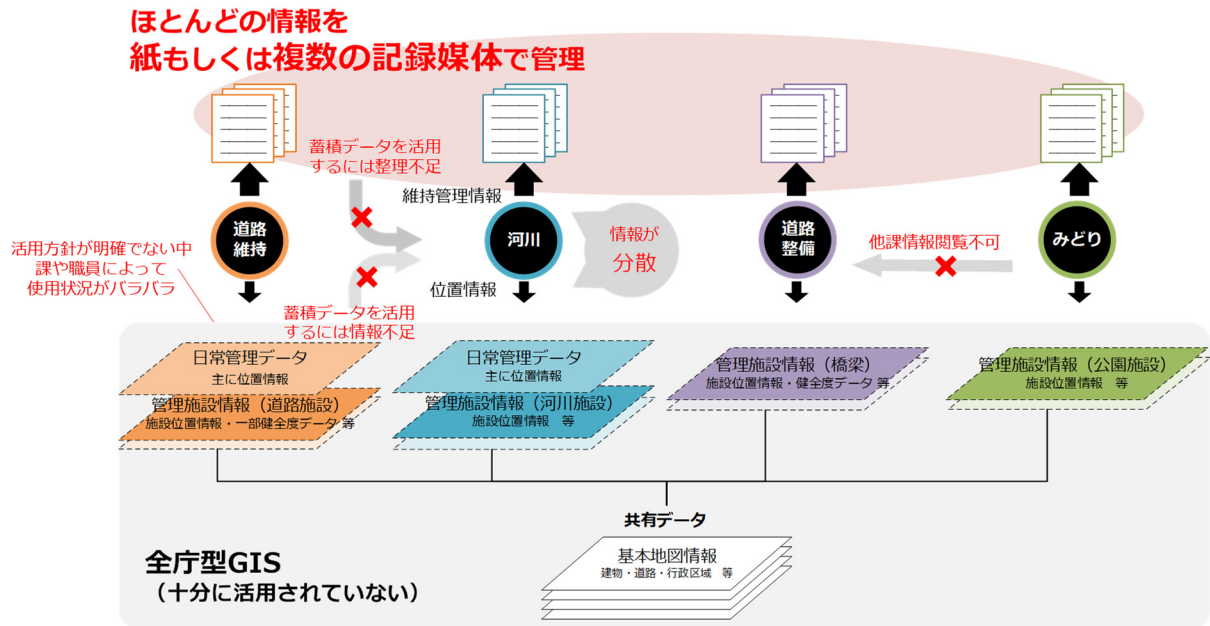 ほとんどの情報を
紙もしくは複数の記録媒体で管理
蓄積データを活用
するには整理不足
維持管理情報
道路
維持
河川
情報が
分散
道路
整備
他課情報閲覧不可
みどり
活用方針が明確でない中
課や職員によって
使用状況がバラバラ
位置情報
蓄積データを活用
するには情報不足
日常管理データ
主に位置情報
管理施設情報（道路施設）
施設位置情報・一部健全度データ 等
日常管理データ
主に位置情報
管理施設情報（河川施設）
施設位置情報　等
管理施設情報（橋梁）
施設位置情報・健全度データ 等
管理施設情報（公園施設）
施設位置情報　等
共有データ
基本地図情報
建物・道路・行政区域　等
全庁型GIS
（十分に活用されていない）